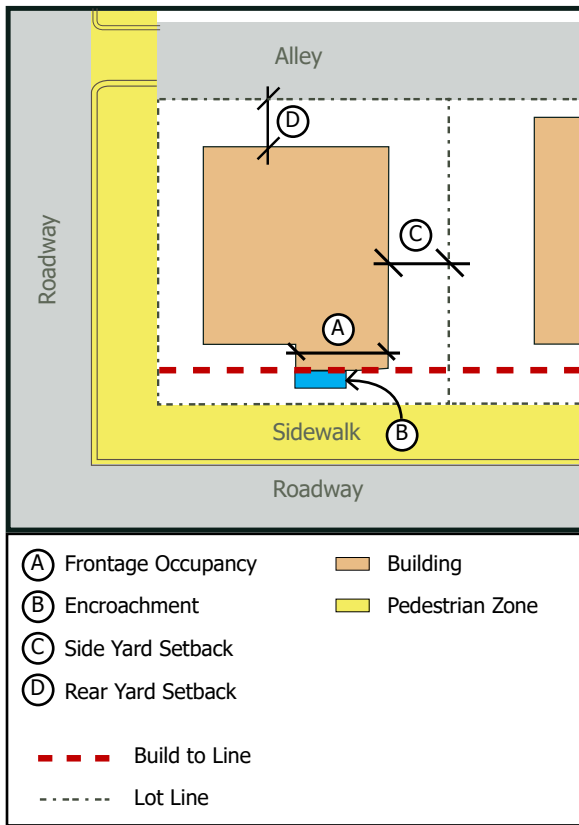 Alley
D
Roadway
C
A
Sidewalk
B
Roadway
A Frontage Occupancy
Building
B Encroachment
Pedestrian Zone
C Side Yard Setback
D Rear Yard Setback
Build to Line
Lot Line